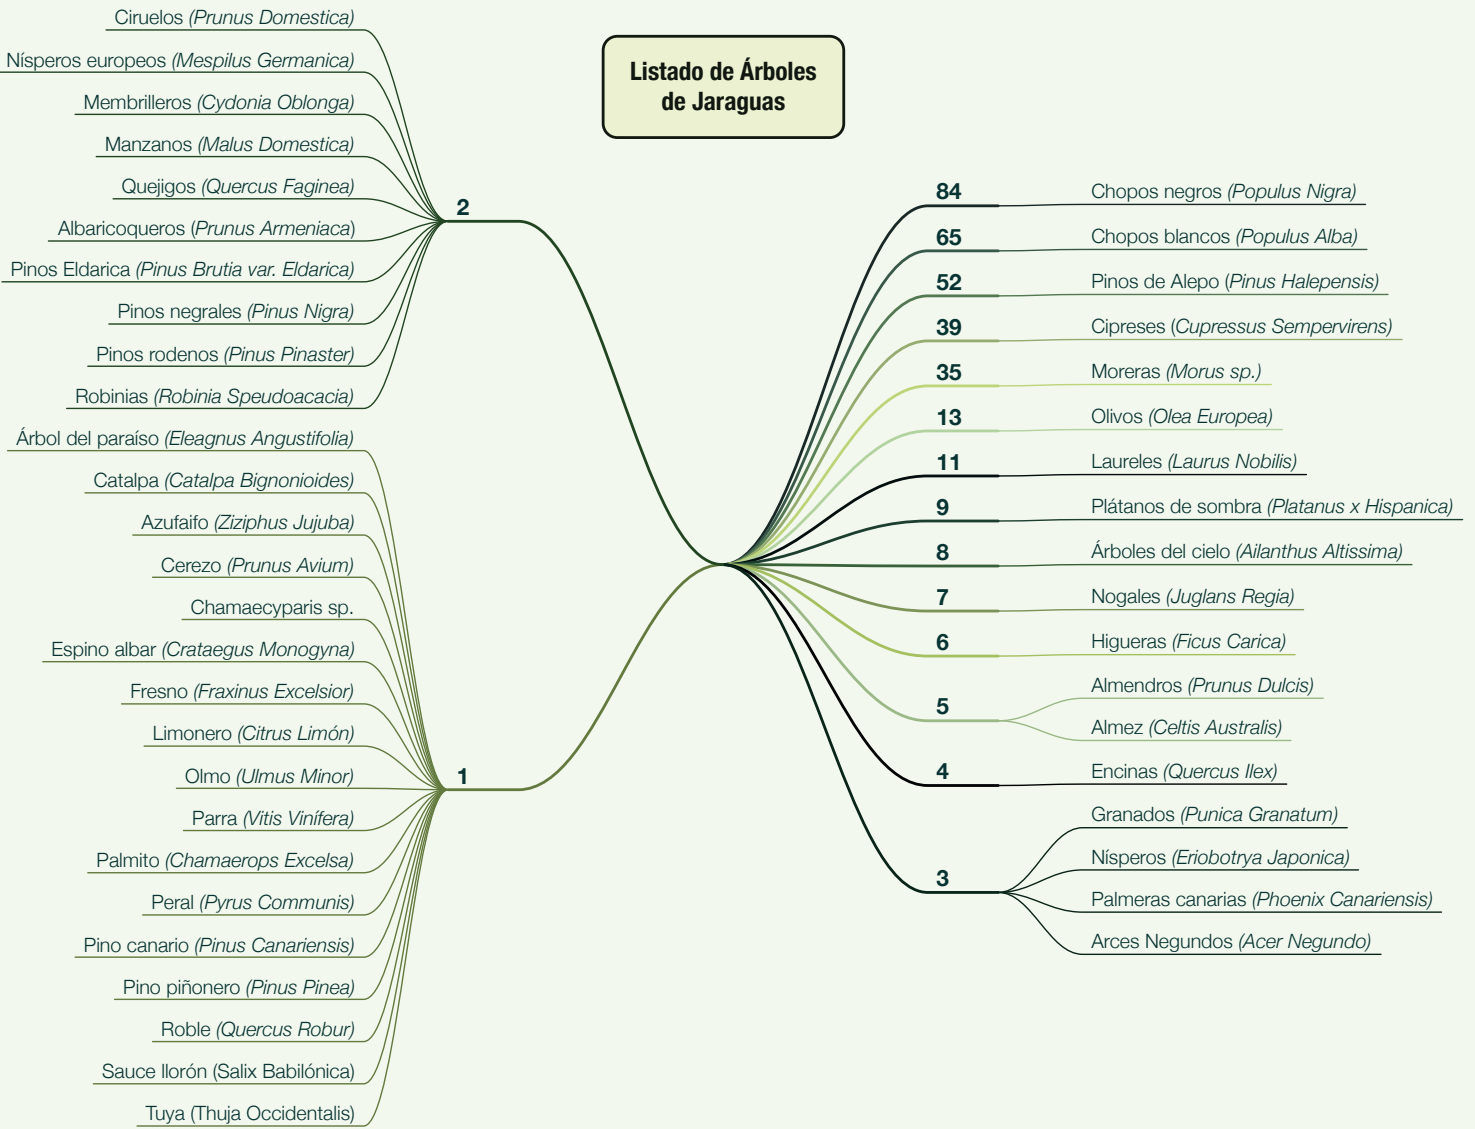 Listado de Árboles
de Jaraguas
84
Chopos negros (Populus Nigra)
65
Chopos blancos (Populus Alba)
52
Pinos de Alepo (Pinus Halepensis)
39
Cipreses (Cupressus Sempervirens)
35
Moreras (Morus sp.)
13
Olivos (Olea Europea)
11
Laureles (Laurus Nobilis)
9
Plátanos de sombra (Platanus x Hispanica)
8
Árboles del cielo (Ailanthus Altissima)
7
Nogales (Juglans Regia)
6
Higueras (Ficus Carica)
5
Almendros (Prunus Dulcis)
Almez (Celtis Australis)
4
Encinas (Quercus Ilex)
3
Granados (Punica Granatum)
Nísperos (Eriobotrya Japonica)
Palmeras canarias (Phoenix Canariensis)
Arces Negundos (Acer Negundo)
2
Ciruelos (Prunus Domestica)
Nísperos europeos (Mespilus Germanica)
Membrilleros (Cydonia Oblonga)
Manzanos (Malus Domestica)
Quejigos (Quercus Faginea)
Albaricoqueros (Prunus Armeniaca)
Pinos Eldarica (Pinus Brutia var. Eldarica)
Pinos negrales (Pinus Nigra)
Pinos rodenos (Pinus Pinaster)
Robinias (Robinia Speudoacacia)
1
Árbol del paraíso (Eleagnus Angustifolia)
Catalpa (Catalpa Bignonioides)
Azufaifo (Ziziphus Jujuba)
Cerezo (Prunus Avium)
Chamaecyparis sp.
Espino albar (Crataegus Monogyna)
Fresno (Fraxinus Excelsior)
Limonero (Citrus Limón)
Olmo (Ulmus Minor)
Parra (Vitis Vinífera)
Palmito (Chamaerops Excelsa)
Peral (Pyrus Communis)
Pino canario (Pinus Canariensis)
Pino piñonero (Pinus Pinea)
Roble (Quercus Robur)
Sauce llorón (Salix Babilónica)
Tuya (Thuja Occidentalis)